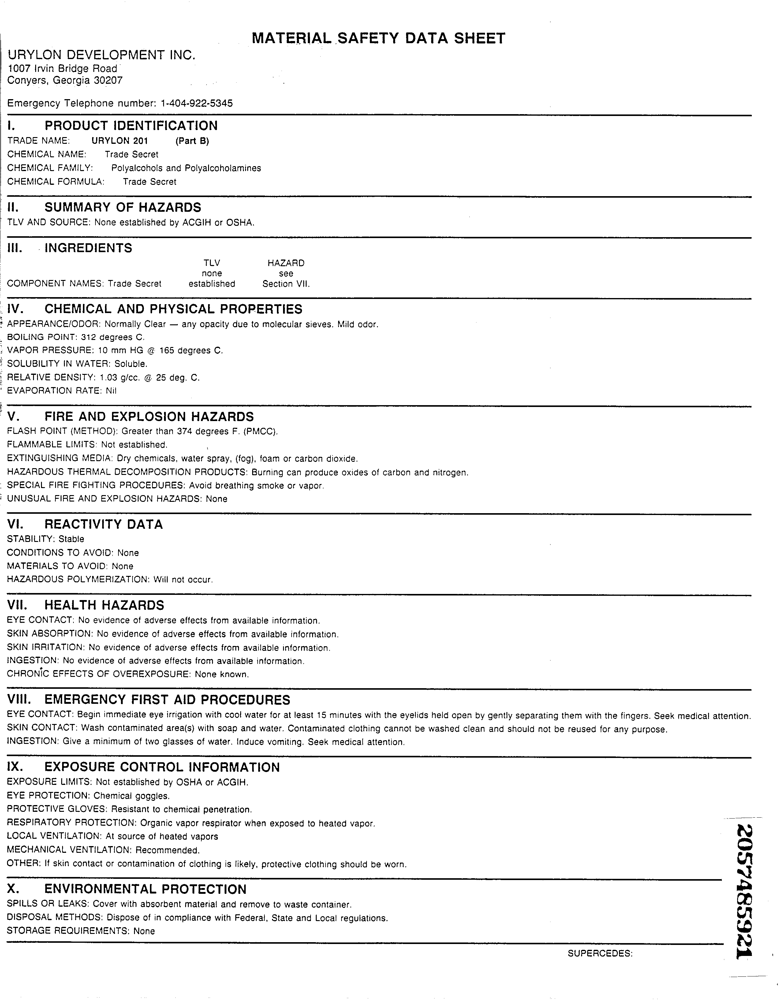 MATERIAL SAFETY DATA SHEET
URYLON DEVELOPMENT INC.
1007 Irvin Bridge Road
Conyers, Georgia 30207
Emergency Telephone number: 1-404-922-5345
I. PRODUCT IDENTIFICATION
TRADE NAME: URYLON 201 (Part B)
CHEMICAL NAME: Trade Secret
CHEMICAL FAMILY: Polyalcohols and Polyalcoholamines
CHEMICAL FORMULA: Trade Secret
II. SUMMARY OF HAZARDS
TLV AND SOURCE: None established by ACGIH or OSHA.
III. INGREDIENTS
TLV HAZARD
none see
COMPONENT NAMES: Trade Secret established Section VII.
IV. CHEMICAL AND PHYSICAL PROPERTIES
APPEARANCE/ODOR: Normally Clear — any opacity due to molecular sieves. Mild odor.
BOILING POINT: 312 degrees C.
VAPOR PRESSURE: 10 mm HG @ 165 degrees C.
SOLUBILITY IN WATER: Soluble.
RELATIVE DENSITY: 1.03 g/cc. @ 25 deg. C.
EVAPORATION RATE: Nil
V. FIRE AND EXPLOSION HAZARDS
FLASH POINT (METHOD): Greater than 374 degrees F. (PMCC).
FLAMMABLE LIMITS: Not established.
EXTINGUISHING MEDIA: Dry chemicals, water spray, (fog), foam or carbon dioxide.
HAZARDOUS THERMAL DECOMPOSITION PRODUCTS: Burning can produce oxides of carbon and nitrogen.
SPECIAL FIRE FIGHTING PROCEDURES: Avoid breathing smoke or vapor.
UNUSUAL FIRE AND EXPLOSION HAZARDS: None
VI. REACTIVITY DATA
STABILITY: Stable
CONDITIONS TO AVOID: None
MATERIALS TO AVOID: None
HAZARDOUS POLYMERIZATION: Will not occur.
VII. HEALTH HAZARDS
EYE CONTACT: No evidence of adverse effects from available information.
SKIN ABSORPTION: No evidence of adverse effects from available information.
SKIN IRRITATION: No evidence of adverse effects from available information.
INGESTION: No evidence of adverse effects from available information.
CHRONIC EFFECTS OF OVEREXPOSURE: None known.
VIII. EMERGENCY FIRST AID PROCEDURES
EYE CONTACT: Begin immediate eye irrigation with cool water for at least 15 minutes with the eyelids held open by gently separating them with the fingers. Seek medical attention.
SKIN CONTACT: Wash contaminated area(s) with soap and water. Contaminated clothing cannot be washed clean and should not be reused for any purpose.
INGESTION: Give a minimum of two glasses of water. Induce vomiting. Seek medical attention.
IX. EXPOSURE CONTROL INFORMATION
EXPOSURE LIMITS: Not established by OSHA or ACGIH.
EYE PROTECTION: Chemical goggles.
PROTECTIVE GLOVES: Resistant to chemical penetration.
RESPIRATORY PROTECTION: Organic vapor respirator when exposed to heated vapor.
LOCAL VENTILATION: At source of heated vapors
MECHANICAL VENTILATION: Recommended.
OTHER: If skin contact or contamination of clothing is likely, protective clothing should be worn.
X. ENVIRONMENTAL PROTECTION
SPILLS OR LEAKS: Cover with absorbent material and remove to waste container.
DISPOSAL METHODS: Dispose of in compliance with Federal, State and Local regulations.
STORAGE REQUIREMENTS: None
SUPERCEDES:
2057485921